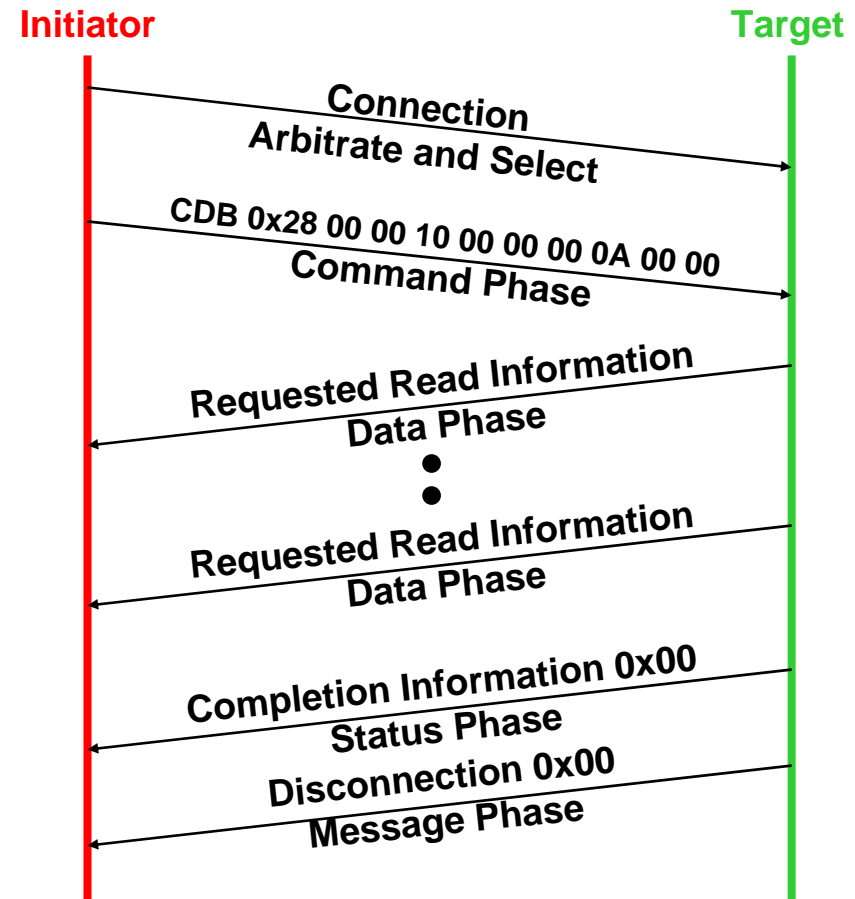 Initiator
Target
Connection
Arbitrate and Select
CDB 0x28 00 00 10 00 00 00 0A 00 00
Command Phase
Requested Read Information
Data Phase
Requested Read Information
Data Phase
Completion Information 0x00
Status Phase
Disconnection 0x00
Message Phase